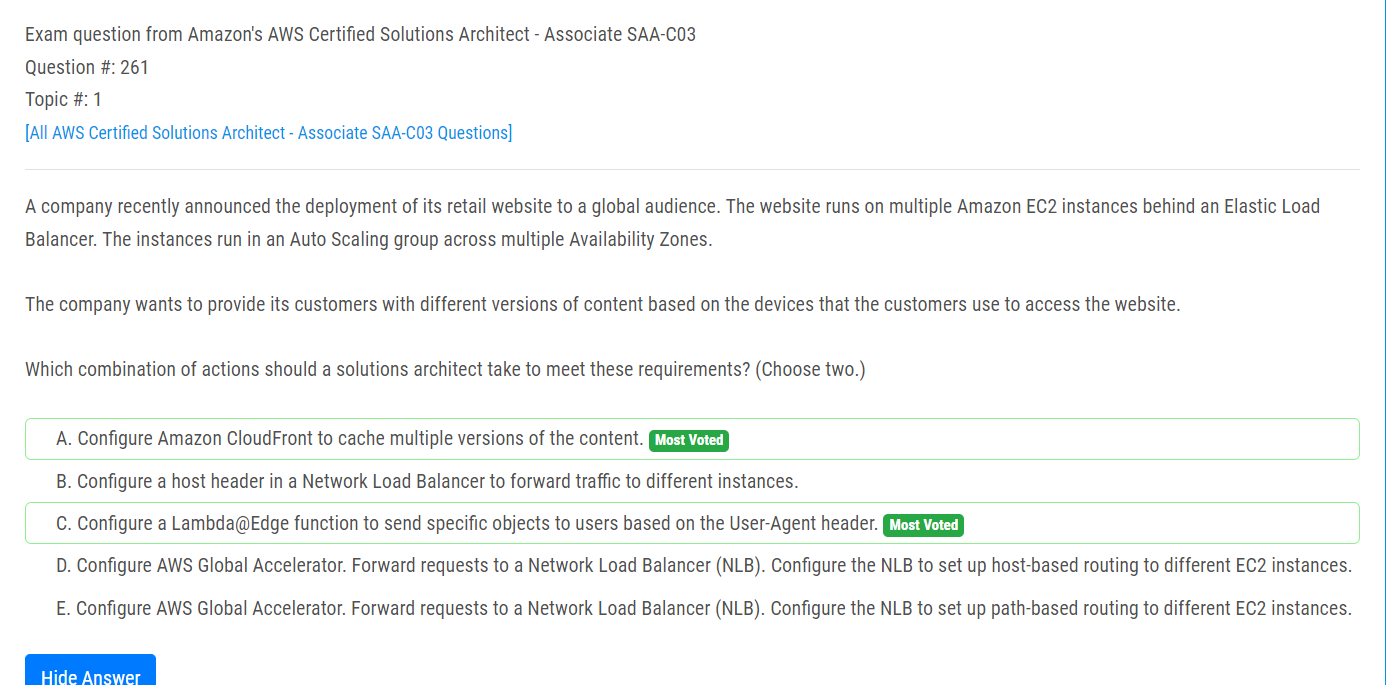 Exam question from Amazon's AWS Certified Solutions Architect - Associate SAA-C03
Question #: 261
Topic #: 1
[All AWS Certified Solutions Architect - Associate SAA-C03 Questions]
A company recently announced the deployment of its retail website to a global audience. The website runs on multiple Amazon EC2 instances behind an Elastic Load
Balancer. The instances run in an Auto Scaling group across multiple Availability Zones.
The company wants to provide its customers with different versions of content based on the devices that the customers use to access the website.
Which combination of actions should a solutions architect take to meet these requirements? (Choose two.)
A. Configure Amazon CloudFront to cache multiple versions of the content. Most Voted
B. Configure a host header in a Network Load Balancer to forward traffic to different instances.
C. Configure a Lambda@Edge function to send specific objects to users based on the User-Agent header. Most Voted
D. Configure AWS Global Accelerator. Forward requests to a Network Load Balancer (NLB). Configure the NLB to set up host-based routing to different EC2 instances.
E. Configure AWS Global Accelerator. Forward requests to a Network Load Balancer (NLB). Configure the NLB to set up path-based routing to different EC2 instances.
Hide Answer